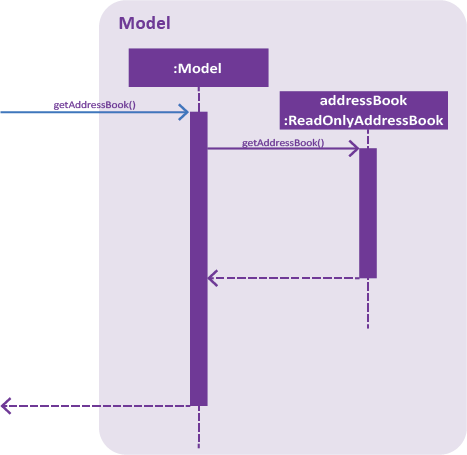 Model
:Model
getAddressBook()
addressBook
:ReadOnlyAddressBook
getAddressBook()